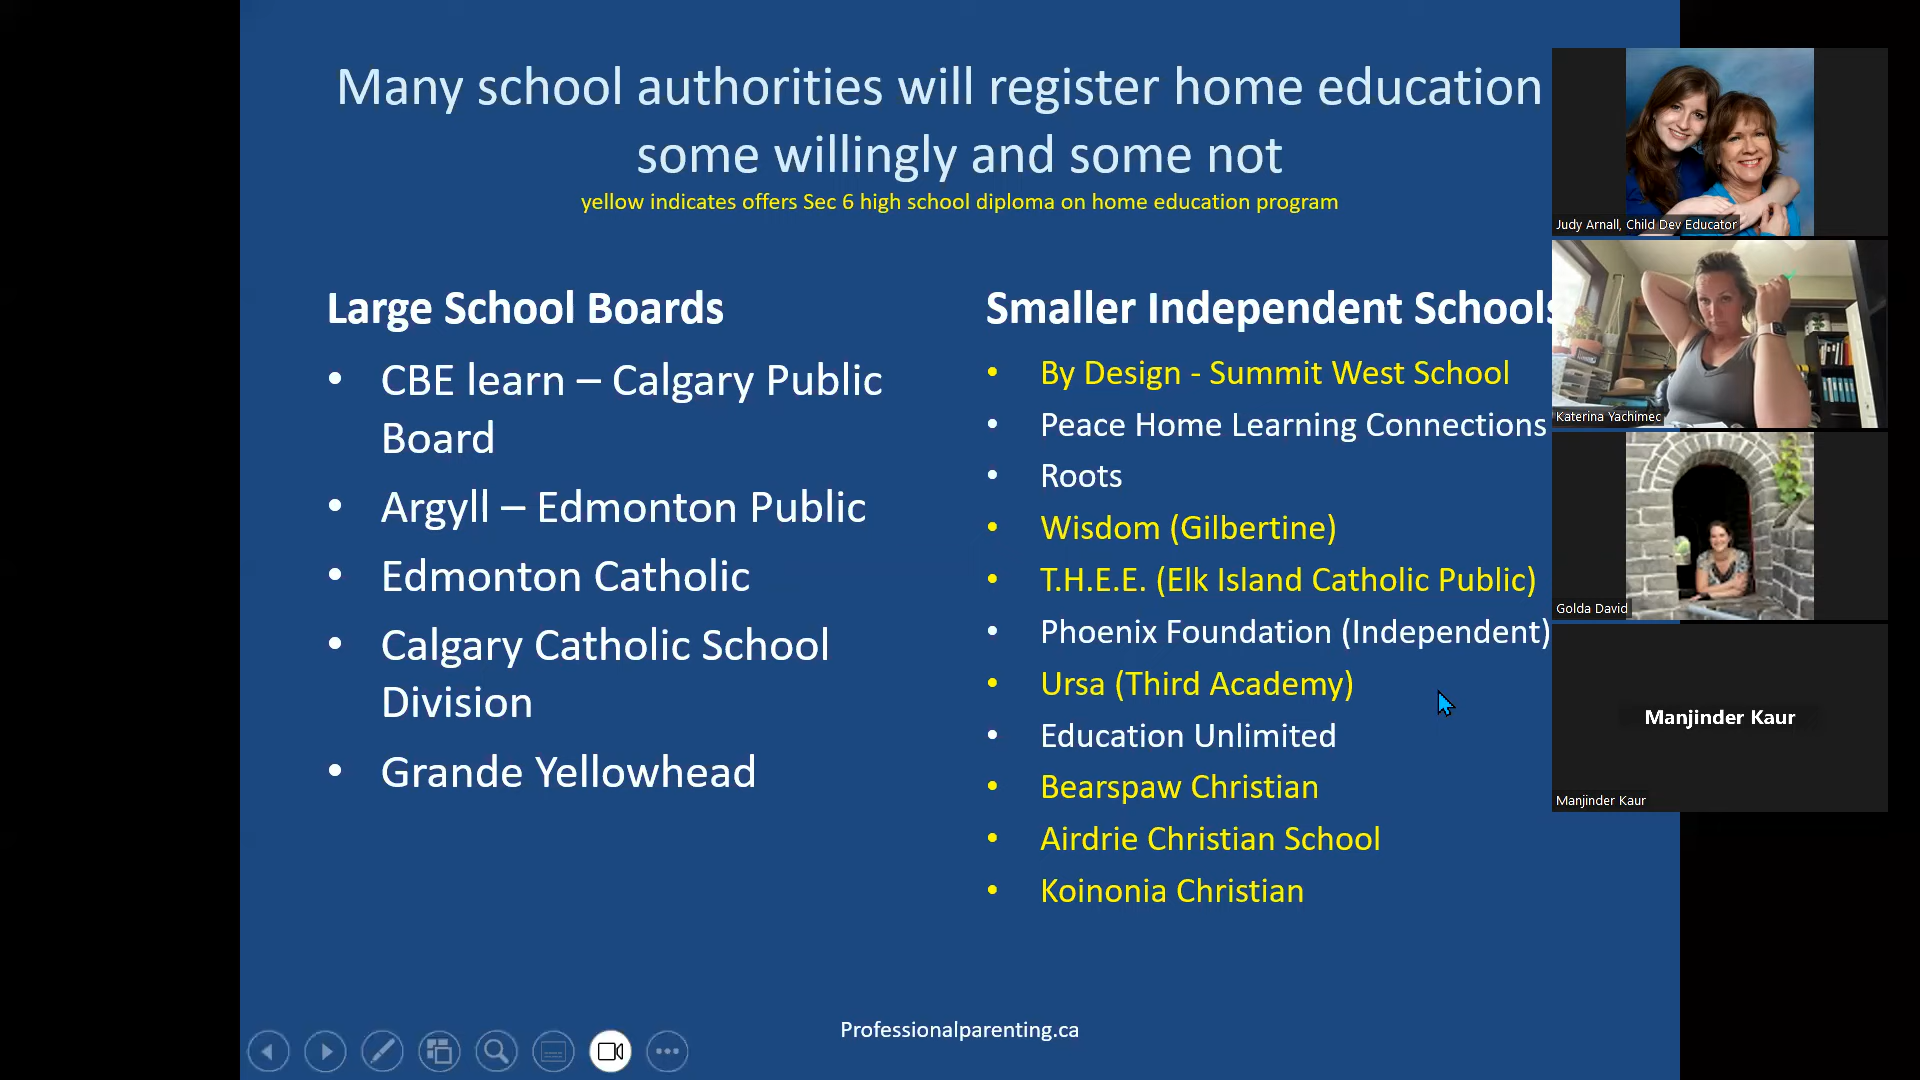 Many school authorities will register home education
some willingly and some not
yellow indicates offers Sec 6 high school diploma on home education program
Large School Boards
• CBE learn – Calgary Public
Board
• Argyll – Edmonton Public
• Edmonton Catholic
• Calgary Catholic School
Division
• Grande Yellowhead
Smaller Independent Schools
• By Design - Summit West School
• Peace Home Learning Connections
• Roots
• Wisdom (Gilbertine)
• T.H.E.E. (Elk Island Catholic Public)
• Phoenix Foundation (Independent)
• Ursa (Third Academy)
• Education Unlimited
• Bearspaw Christian
• Airdrie Christian School
• Koinonia Christian
Professionalparenting.ca
Judy Arnall, Child Dev Educator
Katerina Yachimec
Golda David
Manjinder Kaur
Manjinder Kaur